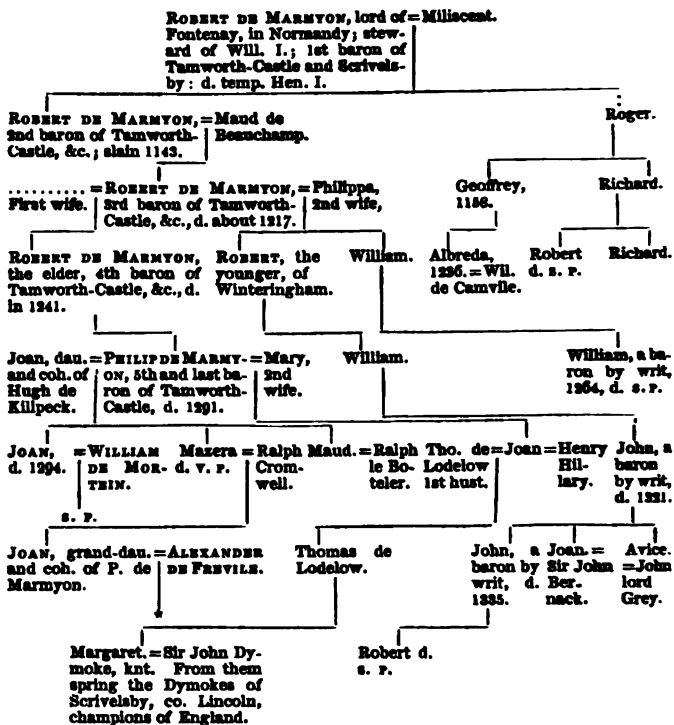 ROBERT DE MARMYON, lord of = Miliscent.
Fontenay, in Normandy; stew-
ard of Will. I.; 1st baron of
Tamworth-Castle and Scrivels-
by: d. temp. Hen. I.
ROBERT DE MARMYON, = Maud de
2nd baron of Tamworth- Beauchamp.
Castle, &c.; slain 1143.
Roger.
.......... = ROBERT DE MARMYON, = Philippa,
First wife. 3rd baron of Tamworth- 2nd wife,
Castle, &c., d. about 1217.
Geoffrey,
1156.
Richard.
ROBERT DE MARMYON,
the elder, 4th baron of
Tamworth-Castle, &c., d.
in 1241.
ROBERT, the
younger, of
Winteringham.
William.
Albreda,
1236. = Wil.
de Camvile.
Robert
d. s. p.
Richard.
Joan, dau. = PHILIP DE MARMY- = Mary,
and coh. of ON, 5th and last ba- 2nd
Hugh de ron of Tamworth- wife.
Killpeck. Castle, d. 1291.
William.
William, a ba-
ron by writ,
1264, d. s. p.
JOAN, = WILLIAM
d. 1294. DE MOR-
TEIN.
s. p.
Mazera = Ralph
d. v. p. Crom-
well.
Maud. = Ralph
le Bo-
teler.
Tho. de = Joan = Henry
Lodelow Hil-
1st hust. lary.
John, a
baron
by writ,
d. 1321.
JOAN, grand-dau. = ALEXANDER
and coh. of P. de DE FREVILE.
Marmyon.
Thomas de
Lodelow.
John, a
baron by
writ, d.
1335.
Joan. =
Sir John
Ber-
nack.
Avice.
= John
lord
Grey.
Margaret. = Sir John Dy-
moke, knt. From them
spring the Dymokes of
Scrivelsby, co. Lincoln,
champions of England.
Robert d.
s. p.